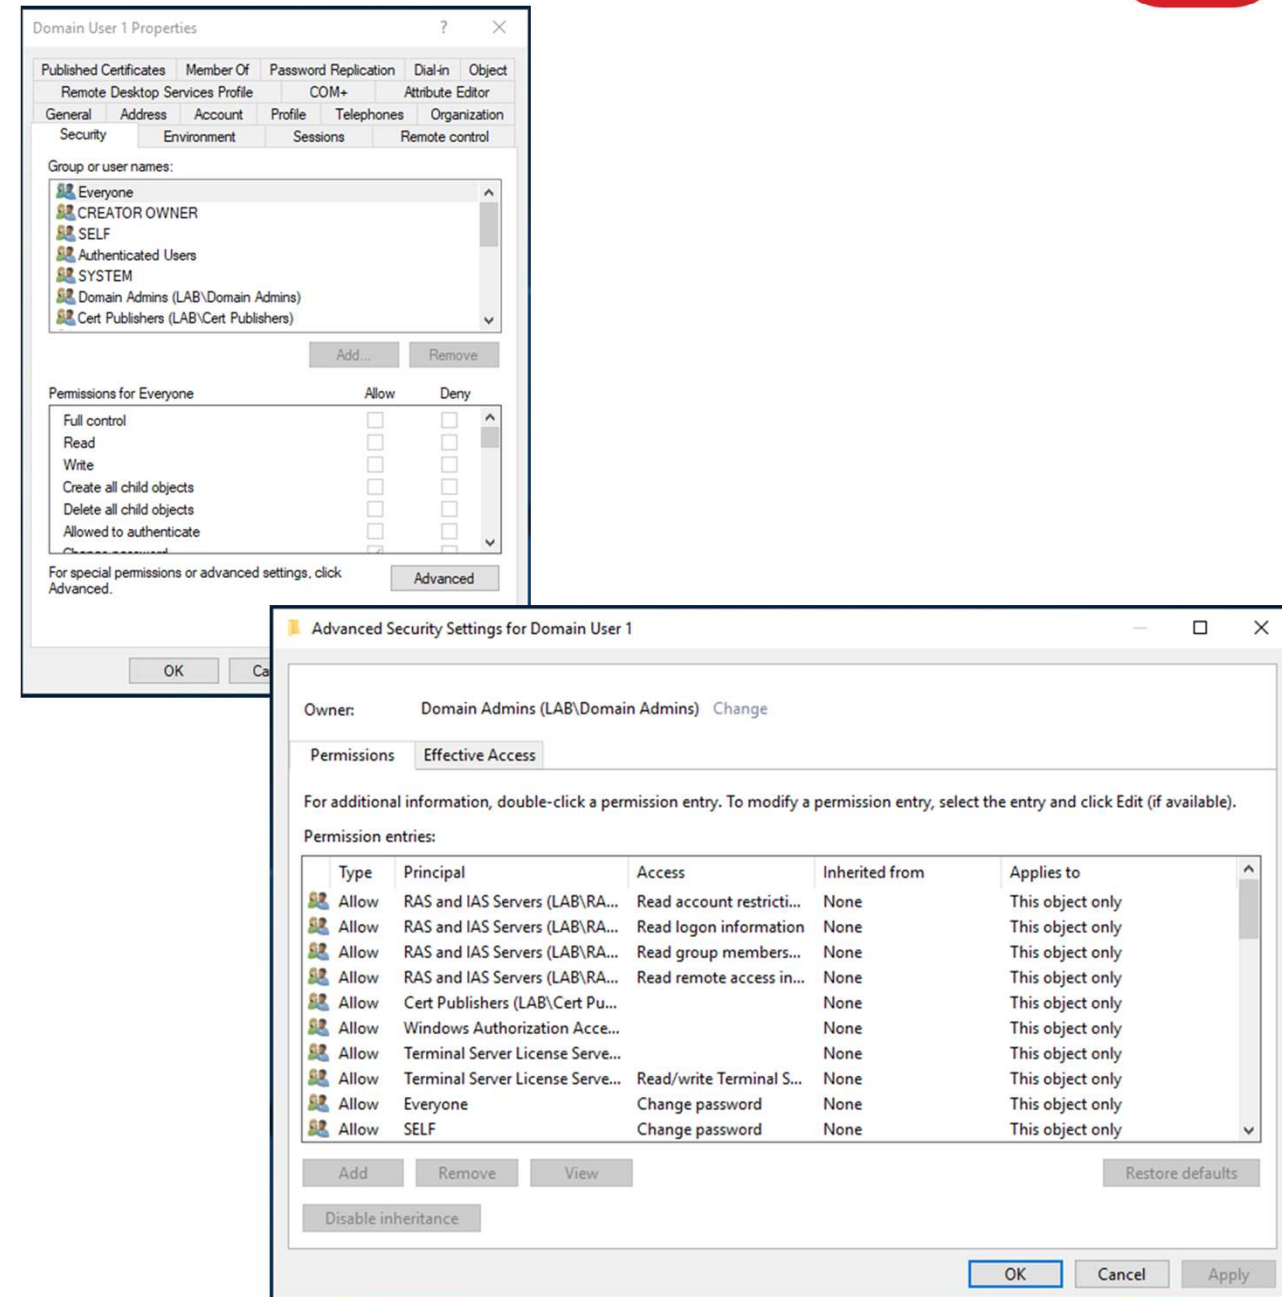 Domain User 1 Properties ? ×
Published Certificates Member Of Password Replication Dial-in Object
Remote Desktop Services Profile COM+ Attribute Editor
General Address Account Profile Telephones Organization
Security Environment Sessions Remote control
Group or user names:
Everyone
CREATOR OWNER
SELF
Authenticated Users
SYSTEM
Domain Admins (LAB\Domain Admins)
Cert Publishers (LAB\Cert Publishers)
Add... Remove
Permissions for Everyone Allow Deny
Full control
Read
Write
Create all child objects
Delete all child objects
Allowed to authenticate
Change password
For special permissions or advanced settings, click
Advanced.
Advanced
OK Ca
Advanced Security Settings for Domain User 1
Owner: Domain Admins (LAB\Domain Admins) Change
Permissions Effective Access
For additional information, double-click a permission entry. To modify a permission entry, select the entry and click Edit (if available).
Permission entries:
Type Principal Access Inherited from Applies to
Allow RAS and IAS Servers (LAB\RA... Read account restricti... None This object only
Allow RAS and IAS Servers (LAB\RA... Read logon information None This object only
Allow RAS and IAS Servers (LAB\RA... Read group members... None This object only
Allow RAS and IAS Servers (LAB\RA... Read remote access in... None This object only
Allow Cert Publishers (LAB\Cert Pu... None This object only
Allow Windows Authorization Acce... None This object only
Allow Terminal Server License Serve... None This object only
Allow Terminal Server License Serve... Read/write Terminal S... None This object only
Allow Everyone Change password None This object only
Allow SELF Change password None This object only
Add Remove View Restore defaults
Disable inheritance
OK Cancel Apply